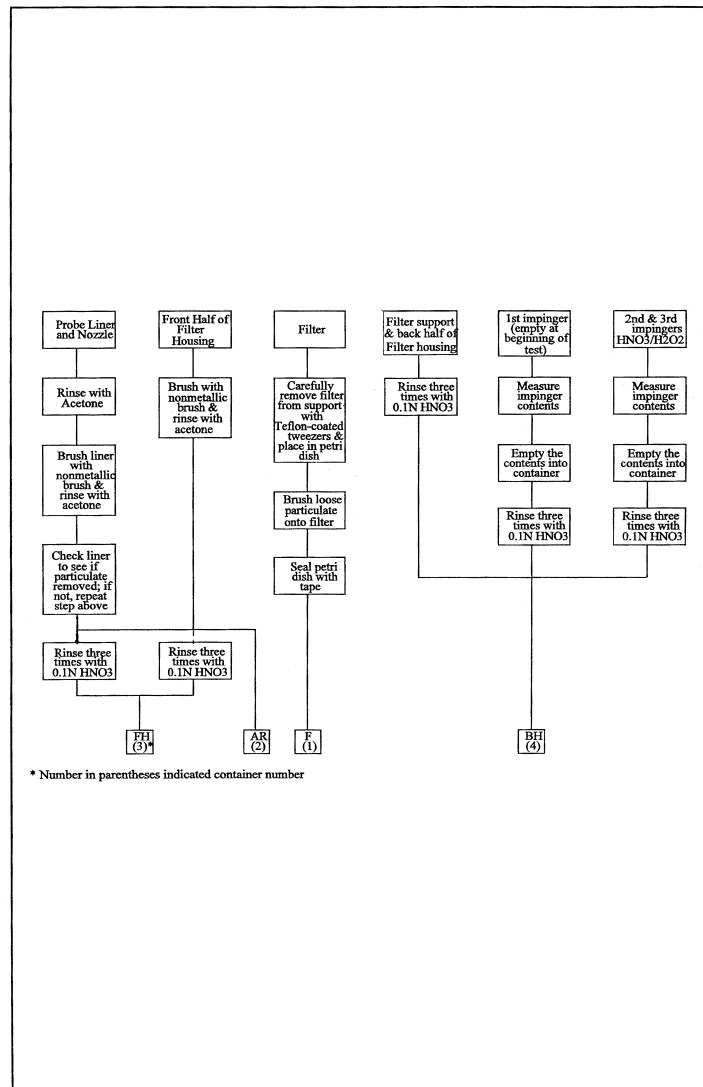 Probe Liner
and Nozzle
Rinse with
Acetone
Brush liner
with
nonmetallic
brush &
rinse with
acetone
Check liner
to see if
particulate
removed; if
not, repeat
step above
Rinse three
times with
0.1N HNO3
Front Half of
Filter
Housing
Brush with
nonmetallic
brush &
rinse with
acetone
Rinse three
times with
0.1N HNO3
FH
(3)*
AR
(2)
Filter
Carefully
remove filter
from support
with
Teflon-coated
tweezers &
place in petri
dish
Brush loose
particulate
onto filter
Seal petri
dish with
tape
F
(1)
Filter support
& back half of
Filter housing
Rinse three
times with
0.1N HNO3
1st impinger
(empty at
beginning of
test)
Measure
impinger
contents
Empty the
contents into
container
Rinse three
times with
0.1N HNO3
2nd & 3rd
impingers
HNO3/H2O2
Measure
impinger
contents
Empty the
contents into
container
Rinse three
times with
0.1N HNO3
BH
(4)
* Number in parentheses indicated container number